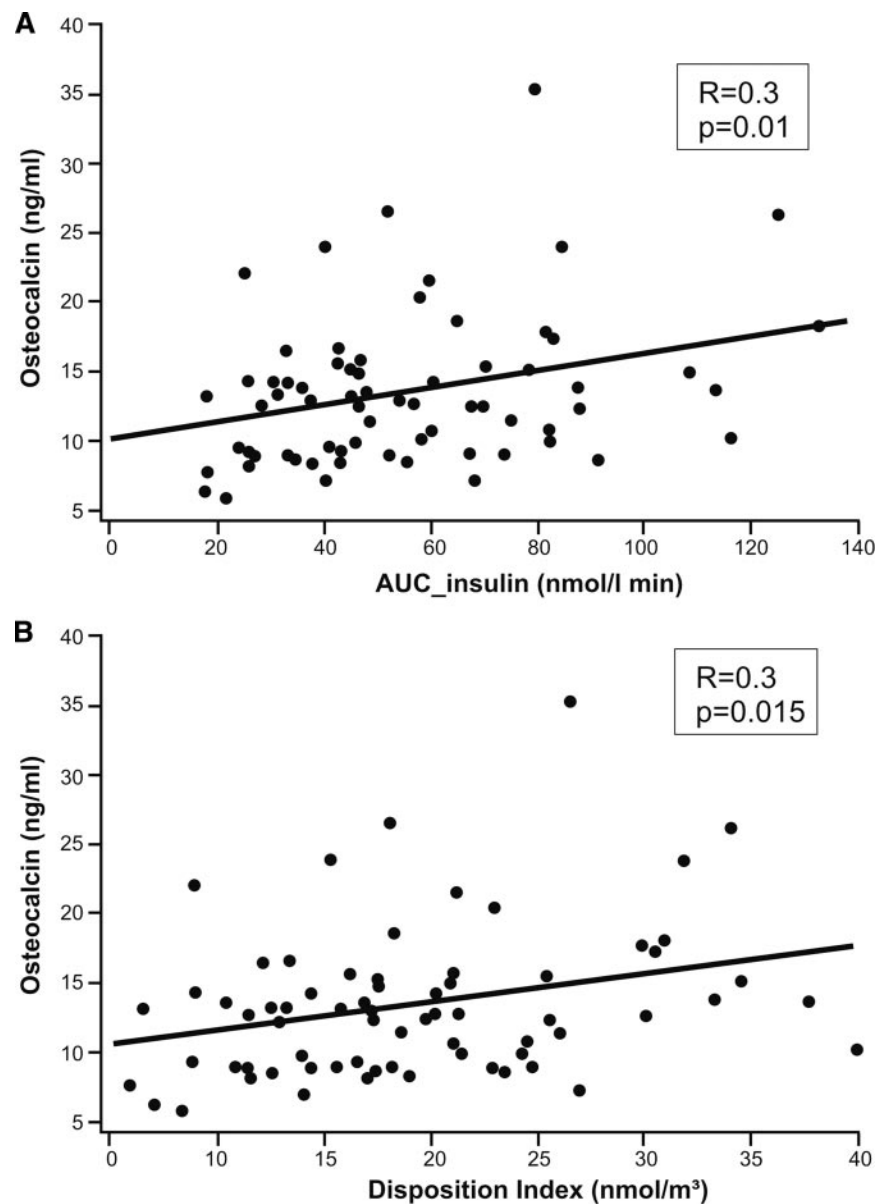 A
40
35
30
25
20
15
10
5
Osteocalcin (ng/ml)
R=0.3
p=0.01
0 20 40 60 80 100 120 140
AUC_insulin (nmol/l min)
B
40
35
30
25
20
15
10
5
Osteocalcin (ng/ml)
R=0.3
p=0.015
0 10 15 20 25 30 35 40
Disposition Index (nmol/m³)